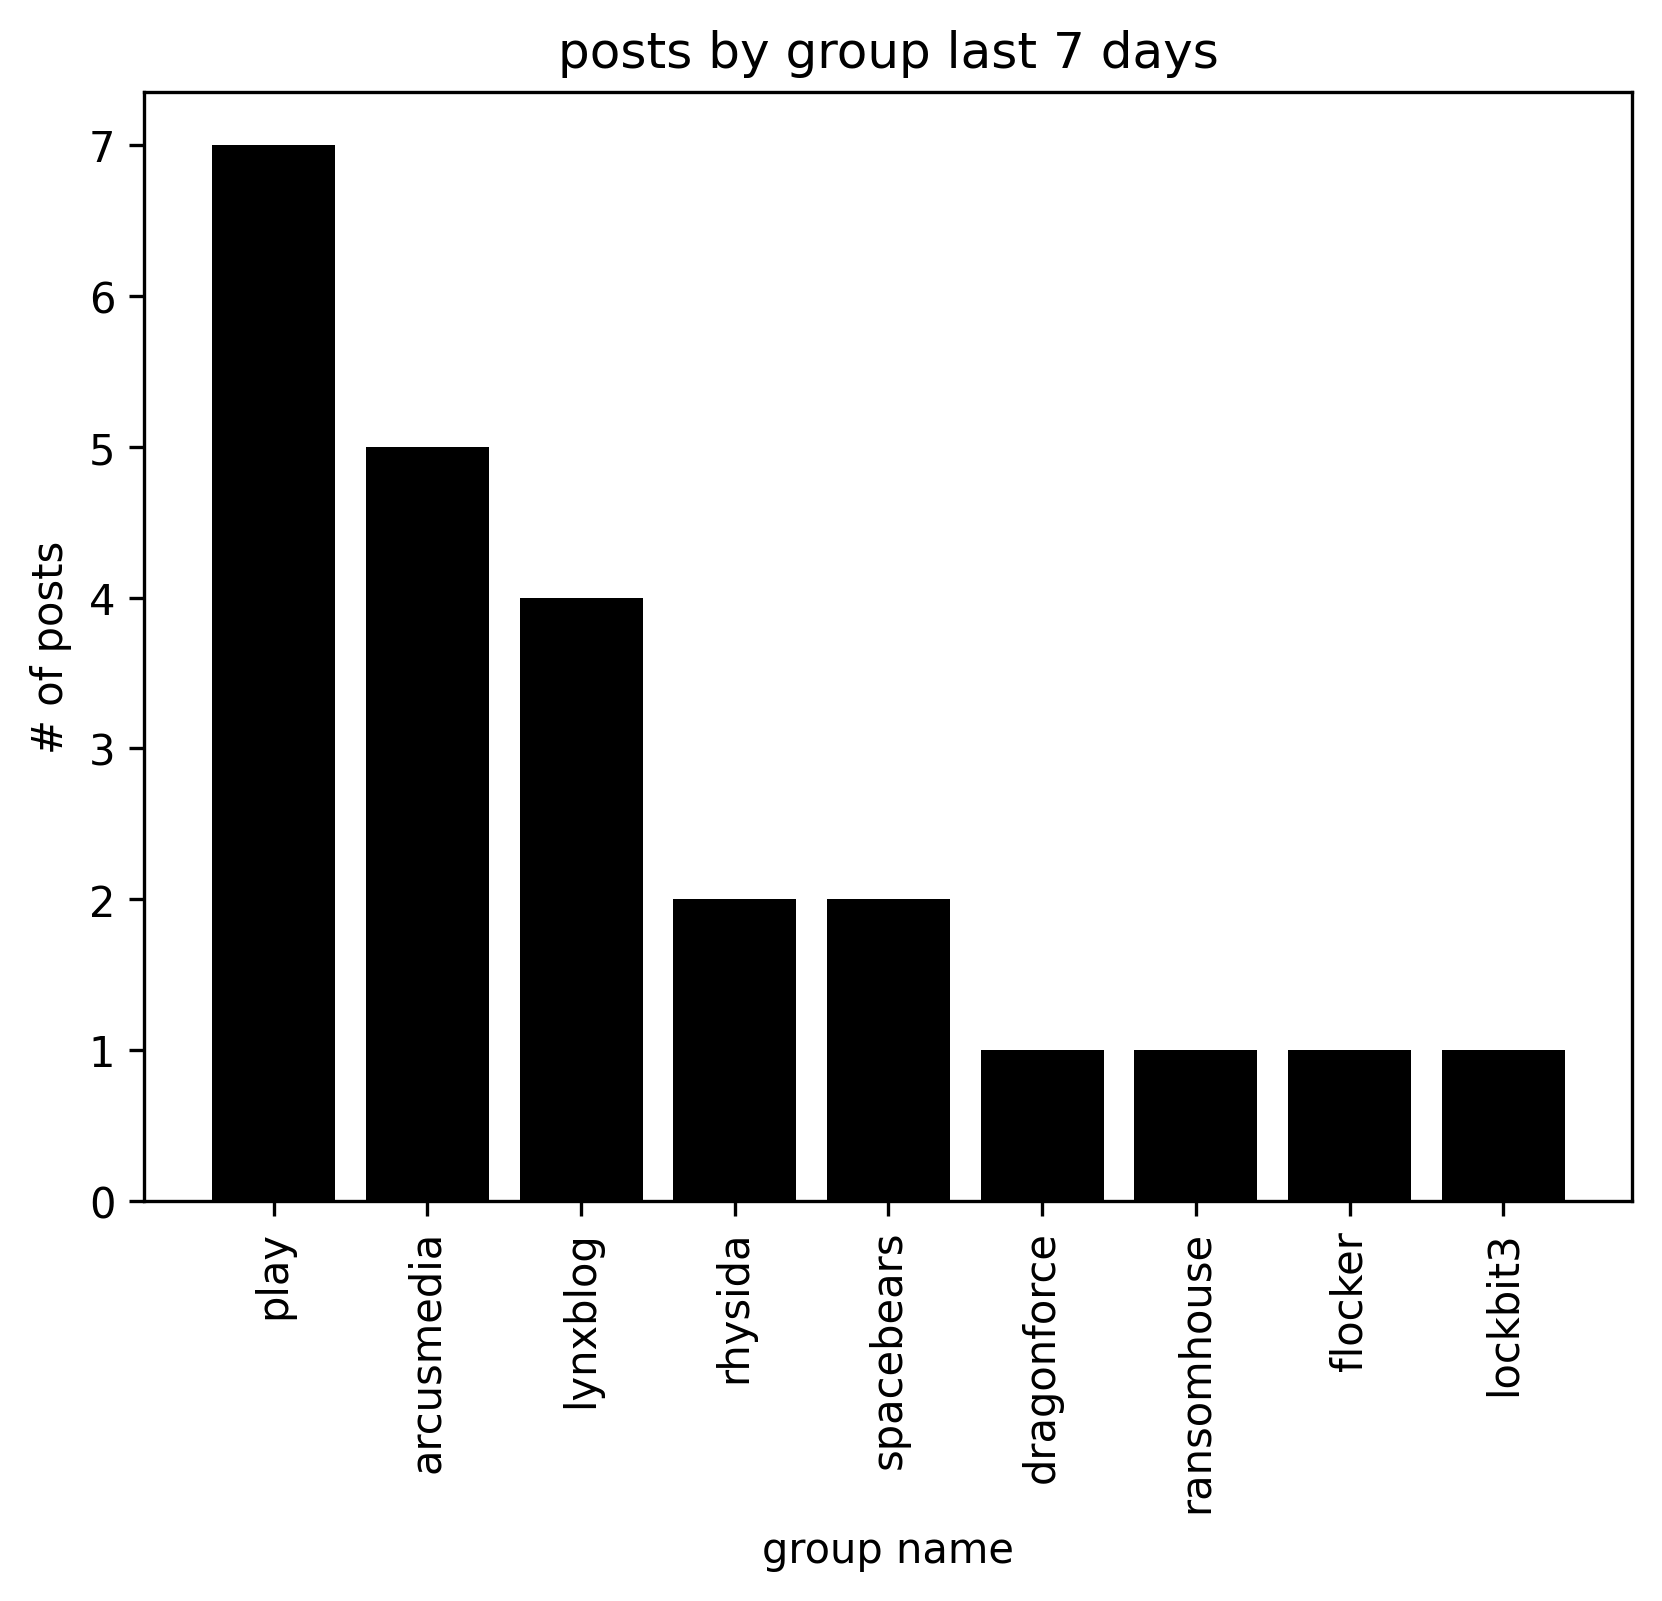 posts by group last 7 days
# of posts
7
6
5
4
3
2
1
0
play
arcusmedia
lynxblog
rhysida
spacebears
dragonforce
ransomhouse
flocker
lockbit3
group name